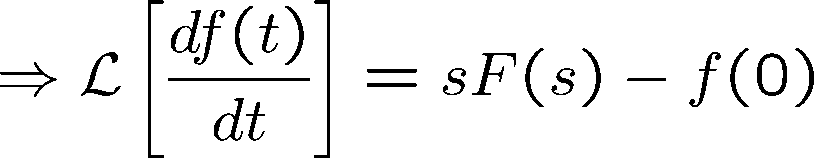 ⇒ ℒ [df(t)/dt] = sF(s) − f(0)